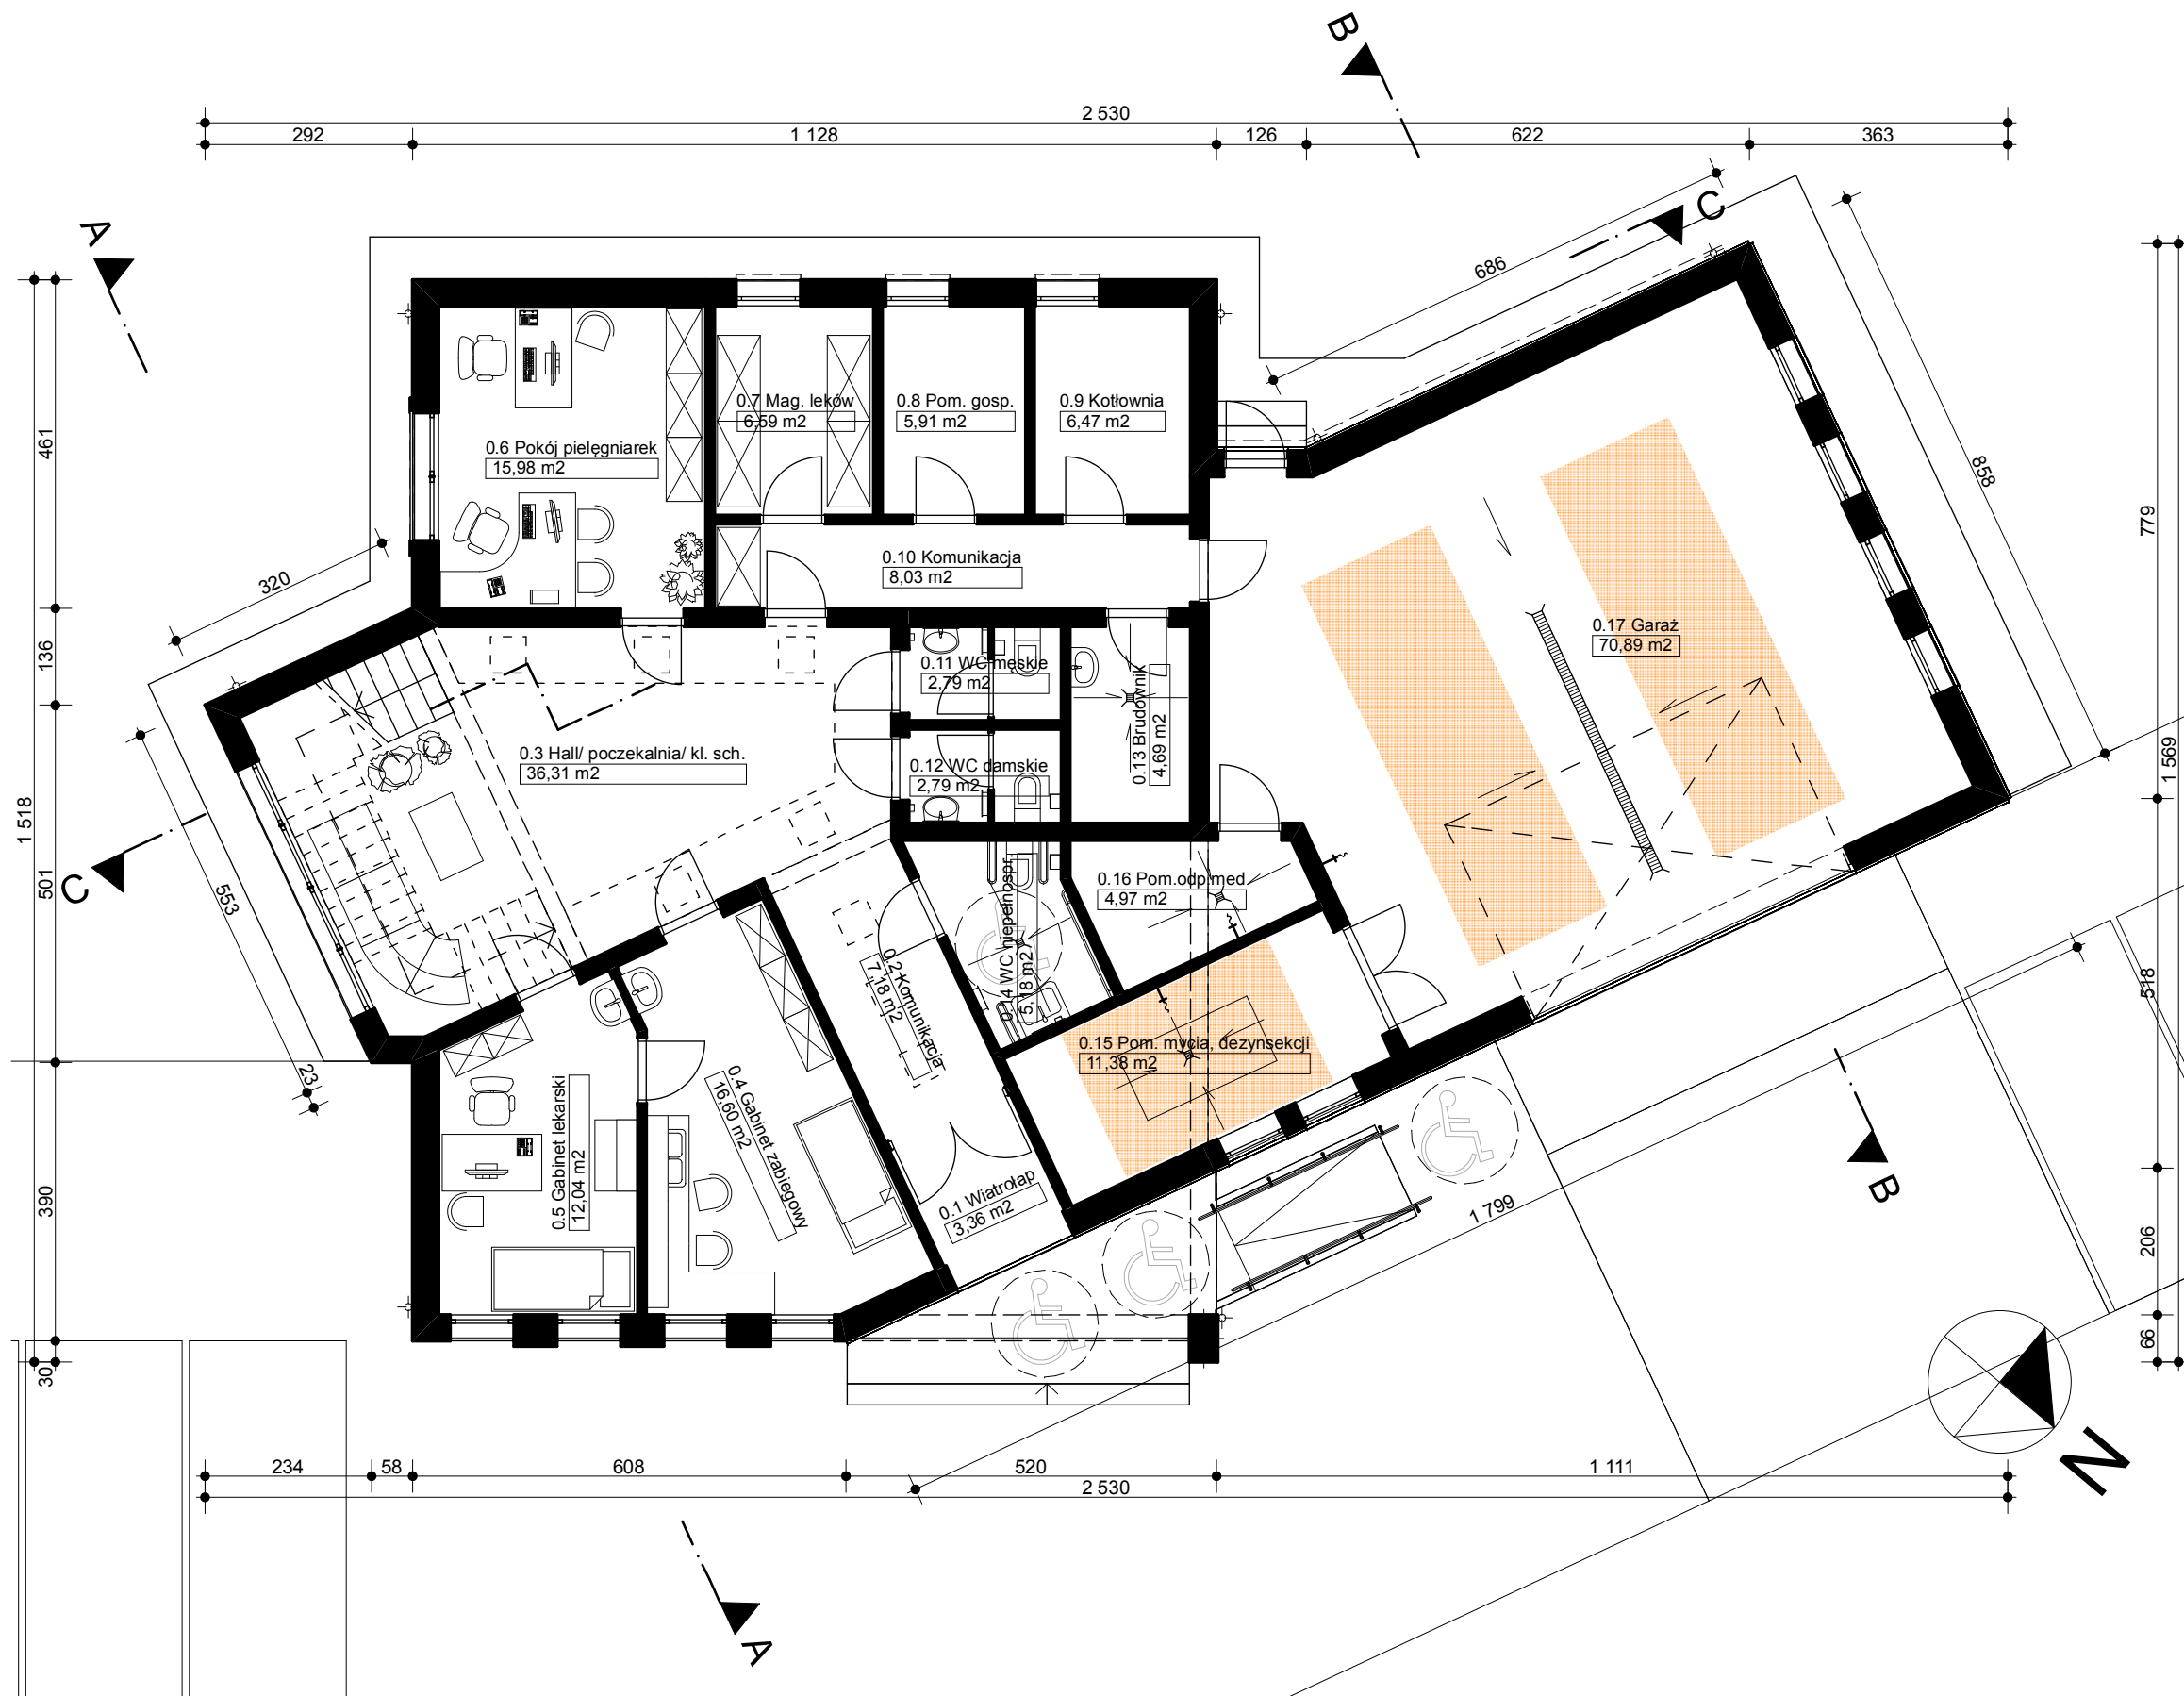 B
2 530
292
1 128
126
622
363
A
C
686
858
461
136
501
390
30
1 518
320
553
23
779
1 569
518
206
66
0.6 Pokój pielęgniarek
15,98 m2
0.7 Mag. leków
6,59 m2
0.8 Pom. gosp.
5,91 m2
0.9 Kotłownia
6,47 m2
0.10 Komunikacja
8,03 m2
0.17 Garaż
70,89 m2
0.11 WC męskie
2,79 m2
0.12 WC damskie
2,79 m2
0.13 Brudownik
4,69 m2
0.3 Hall/ poczekalnia/ kl. sch.
36,31 m2
C
0.16 Pom.odp.med
4,97 m2
0.14 WC niepełnospr.
5,18 m2
0.2 Komunikacja
7,18 m2
0.15 Pom. mycia, dezynsekcji
11,38 m2
0.5 Gabinet lekarski
12,04 m2
0.4 Gabinet zabiegowy
16,60 m2
0.1 Wiatrołap
3,36 m2
1 799
B
N
234
58
608
520
1 111
2 530
A